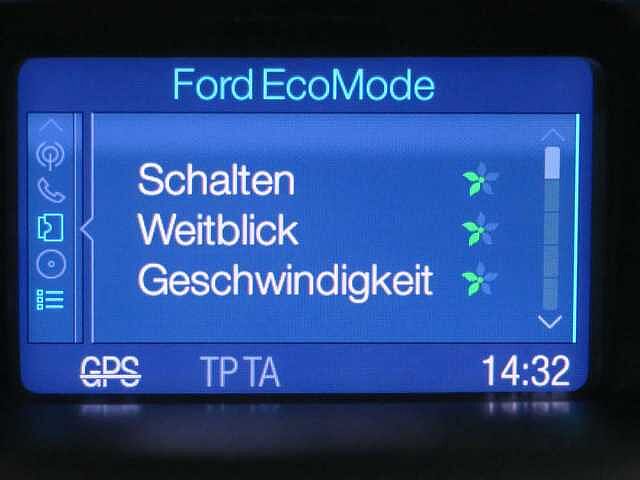 Ford EcoMode
Schalten
Weitblick
Geschwindigkeit
GPS TP TA 14:32